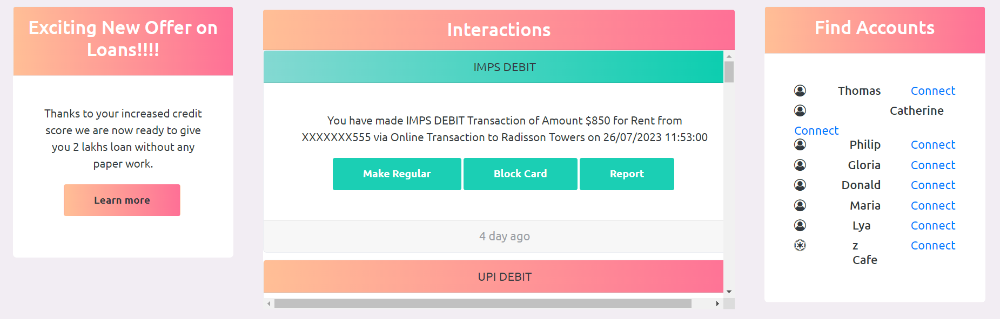 Exciting New Offer on
Loans!!!!
Thanks to your increased credit
score we are now ready to give
you 2 lakhs loan without any
paper work.
Learn more
Interactions
IMPS DEBIT
You have made IMPS DEBIT Transaction of Amount $850 for Rent from
XXXXXXX555 via Online Transaction to Radisson Towers on 26/07/2023 11:53:00
Make Regular Block Card Report
4 day ago
UPI DEBIT
Find Accounts
Thomas Connect
Catherine
Connect
Philip Connect
Gloria Connect
Donald Connect
Maria Connect
Lya Connect
z Connect
Cafe